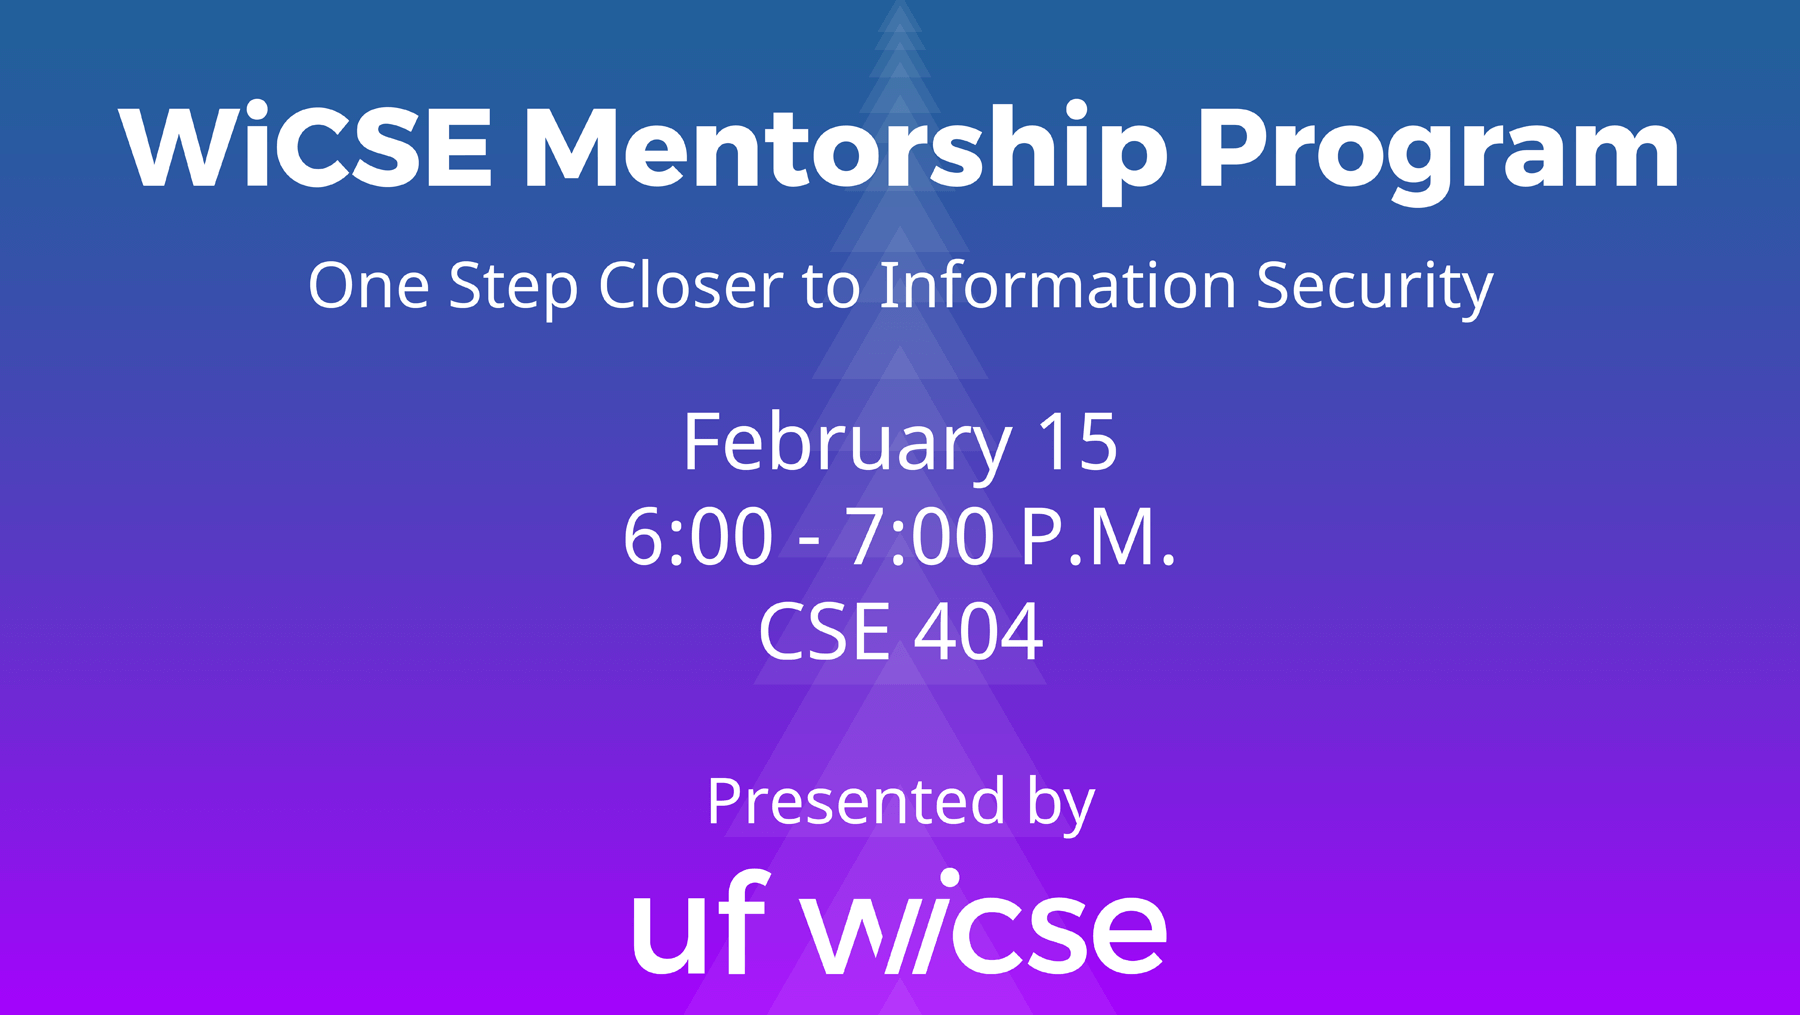 WiCSE Mentorship Program
One Step Closer to Information Security
February 15
6:00 - 7:00 P.M.
CSE 404
Presented by
uf wicse